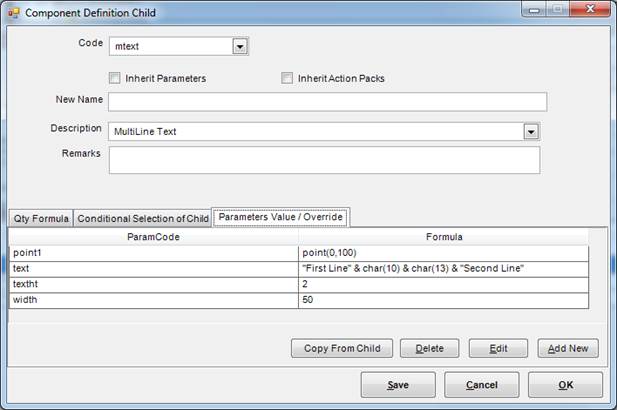 Component Definition Child
Code mtext
Inherit Parameters Inherit Action Packs
New Name
Description MultiLine Text
Remarks
Qty Formula Conditional Selection of Child Parameters Value / Override
ParamCode Formula
point1 point(0,100)
text "First Line" & char(10) & char(13) & "Second Line"
textht 2
width 50
Copy From Child Delete Edit Add New
Save Cancel OK